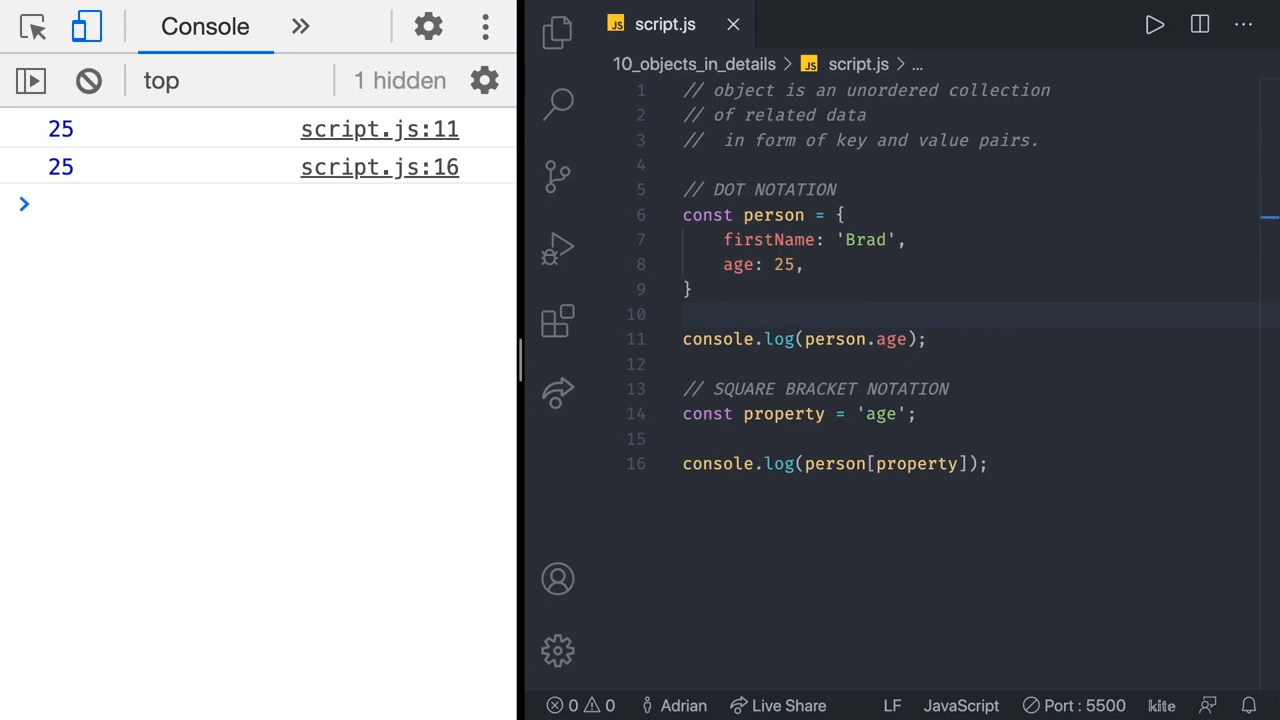 Console
top
1 hidden
25 script.js:11
25 script.js:16
JS script.js
10_objects_in_details > JS script.js > ...
1 // object is an unordered collection
2 // of related data
3 //  in form of key and value pairs.
4
5 // DOT NOTATION
6 const person = {
7     firstName: 'Brad',
8     age: 25,
9 }
10
11 console.log(person.age);
12
13 // SQUARE BRACKET NOTATION
14 const property = 'age';
15
16 console.log(person[property]);
0 0 Adrian Live Share LF JavaScript Port : 5500 kite